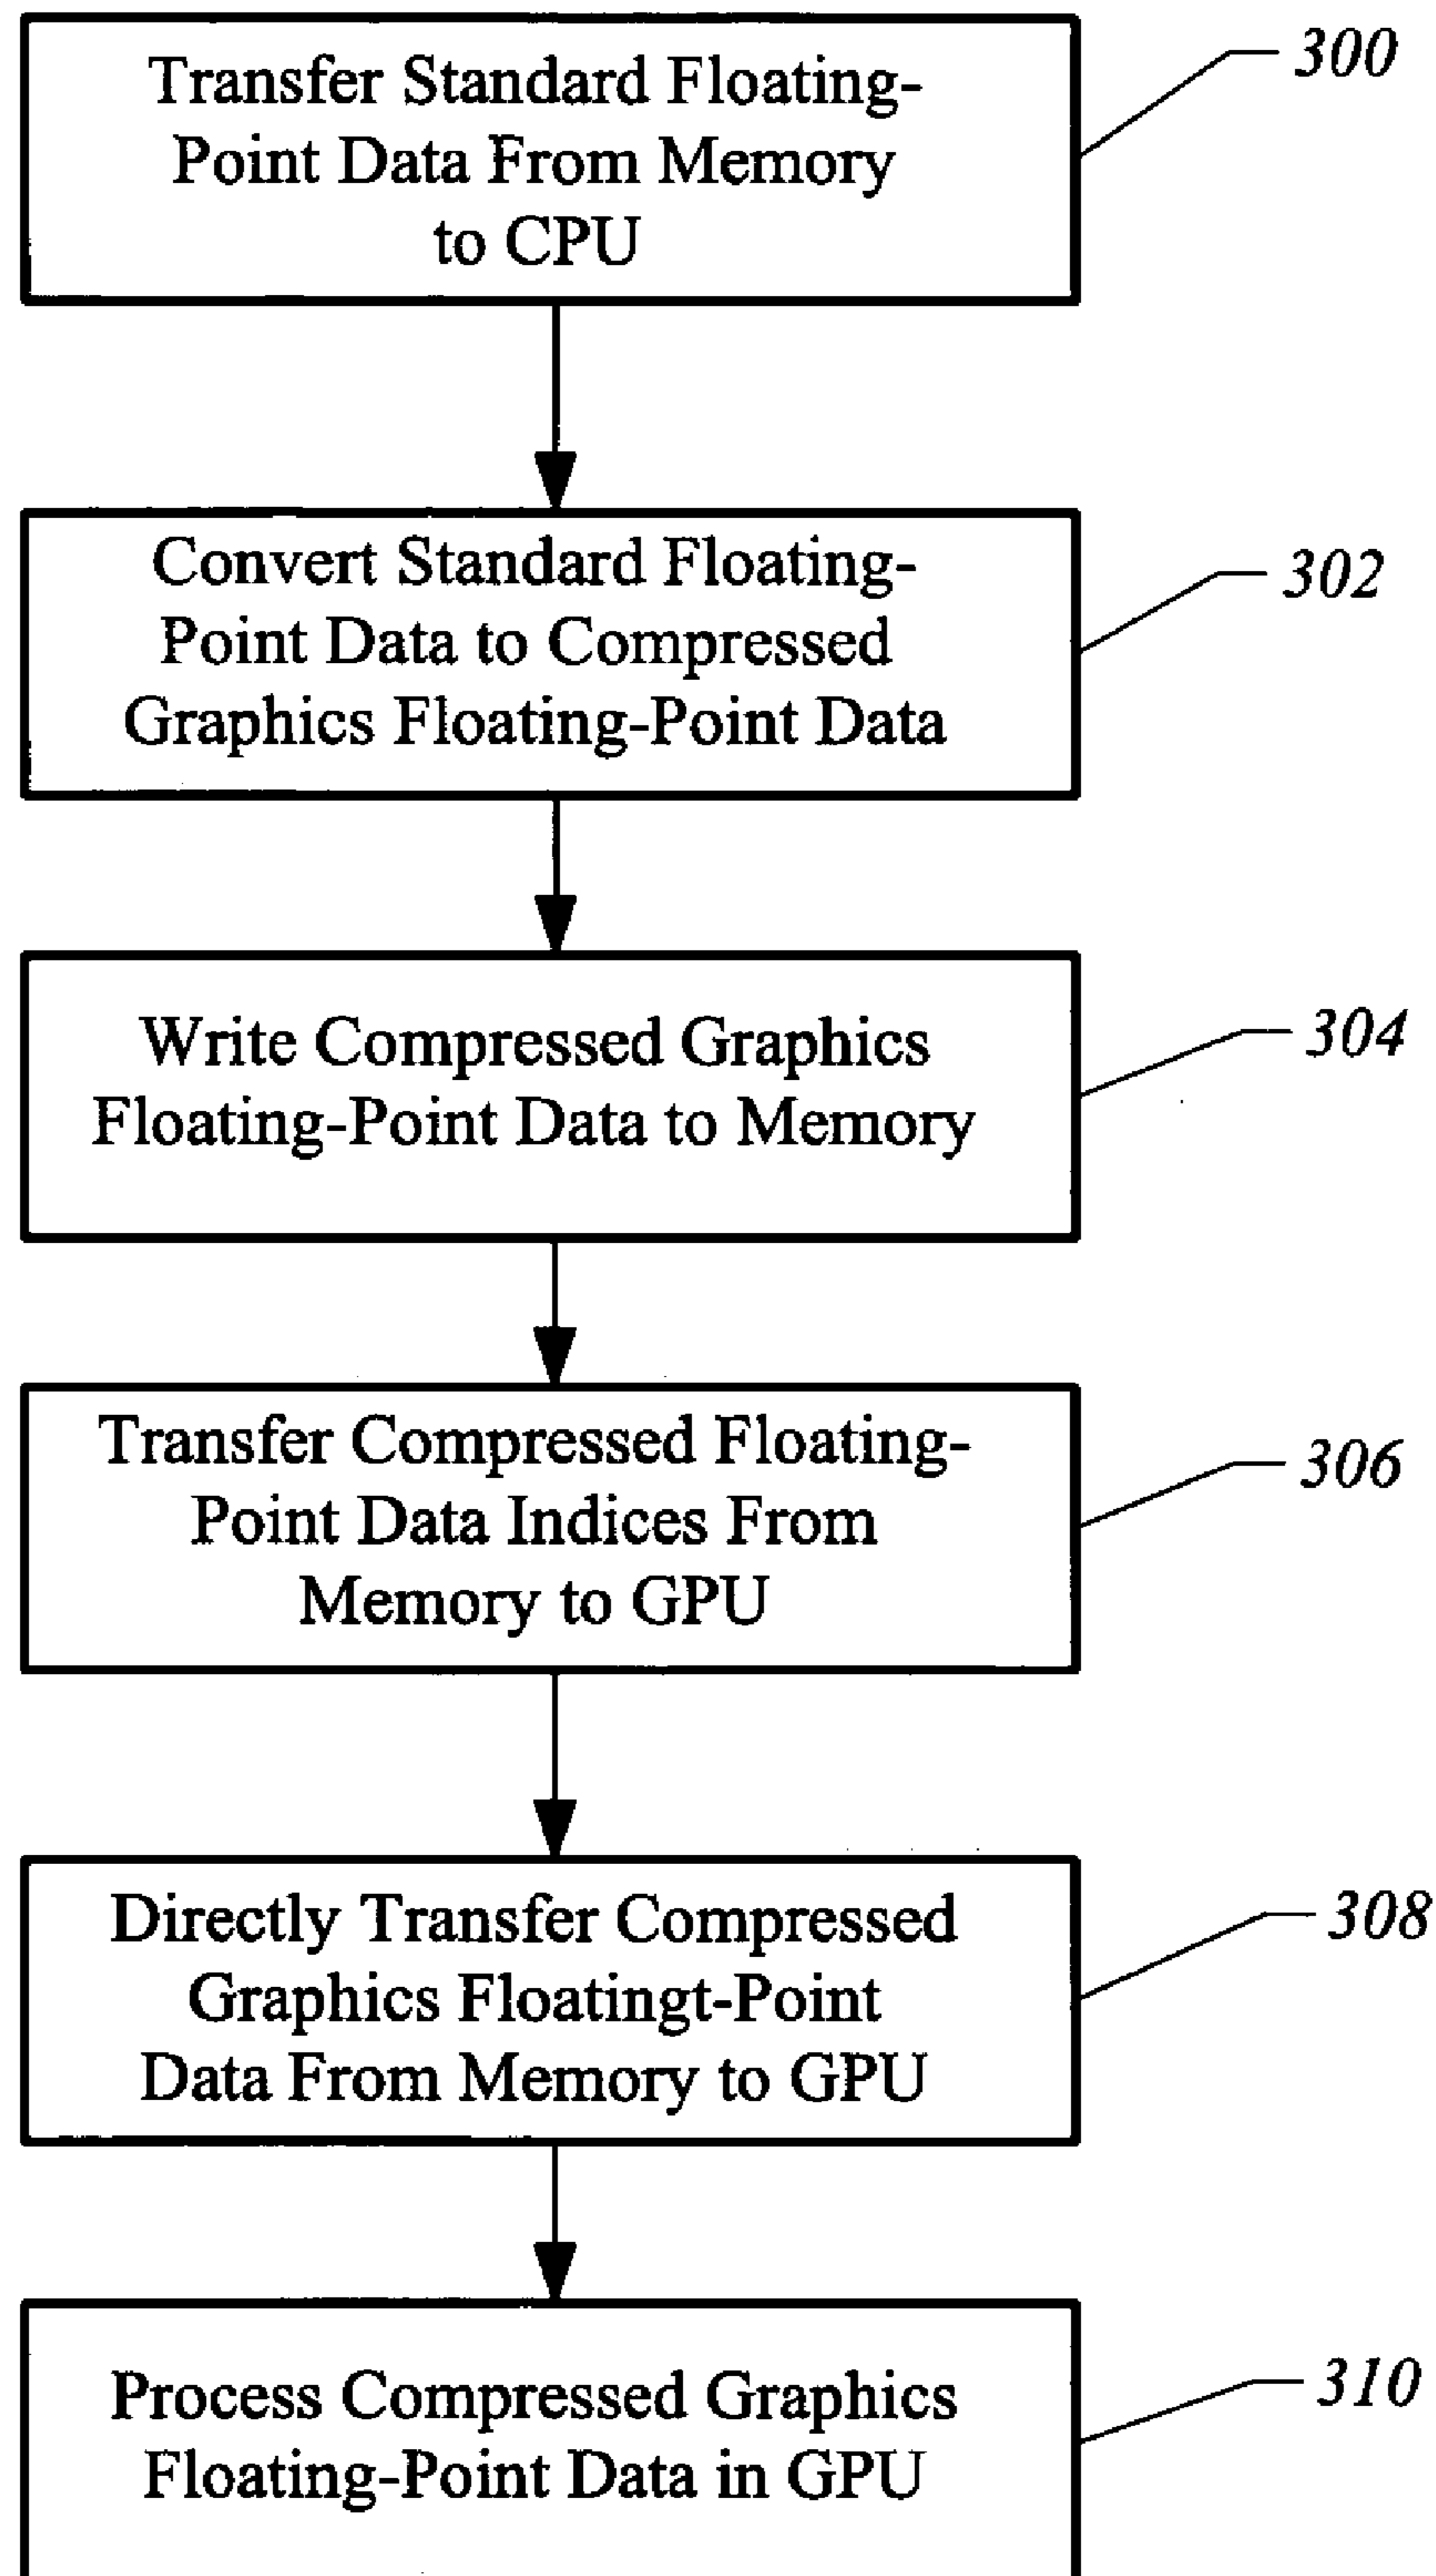 Transfer Standard Floating-
Point Data From Memory
to CPU
300
Convert Standard Floating-
Point Data to Compressed
Graphics Floating-Point Data
302
Write Compressed Graphics
Floating-Point Data to Memory
304
Transfer Compressed Floating-
Point Data Indices From
Memory to GPU
306
Directly Transfer Compressed
Graphics Floatingt-Point
Data From Memory to GPU
308
Process Compressed Graphics
Floating-Point Data in GPU
310